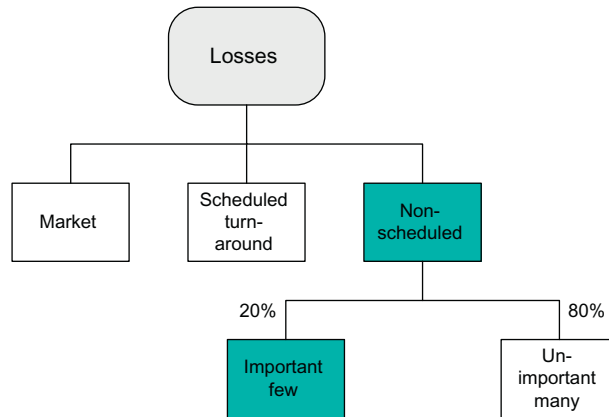 Losses
Market
Scheduled
turn-
around
Non-
scheduled
20%
80%
Important
few
Un-
important
many